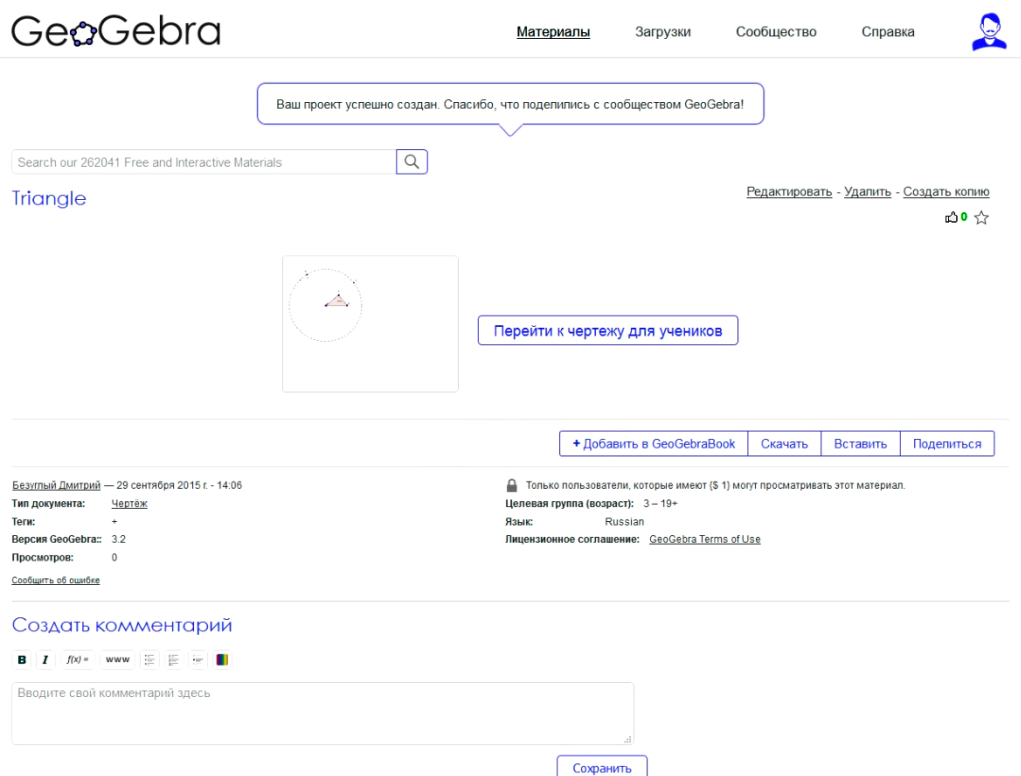 GeoGebra
Материалы Загрузки Сообщество Справка
Ваш проект успешно создан. Спасибо, что поделипись с сообществом GeoGebra!
Search our 262041 Free and Interactive Materials
Triangle
Редактировать - Удалить - Создать копию
0
Перейти к чертежу для учеников
+ Добавить в GeoGebraBook Скачать Вставить Поделиться
Безуглый Дмитрий — 29 сентября 2015 г. - 14:06
Тип документа: Чертёж
Теги: +
Версия GeoGebra:: 3.2
Просмотров: 0
Сообщить об ошибке
Только пользователи, которые имеют {$ 1} могут просматривать этот материал.
Целевая группа (возраст): 3 – 19+
Язык: Russian
Лицензионное соглашение: GeoGebra Terms of Use
Создать комментарий
B I f(x) = www
Вводите свой комментарий здесь
Сохранить